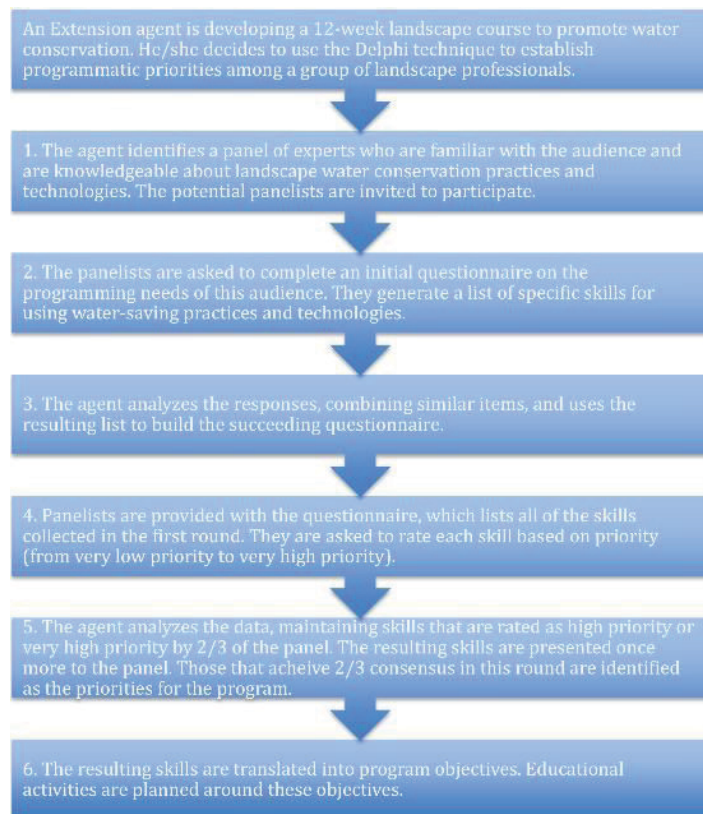 An Extension agent is developing a 12-week landscape course to promote water
conservation. He/she decides to use the Delphi technique to establish
programmatic priorities among a group of landscape professionals.
1. The agent identifies a panel of experts who are familiar with the audience and
are knowledgeable about landscape water conservation practices and
technologies. The potential panelists are invited to participate.
2. The panelists are asked to complete an initial questionnaire on the
programming needs of this audience. They generate a list of specific skills for
using water-saving practices and technologies.
3. The agent analyzes the responses, combining similar items, and uses the
resulting list to build the succeeding questionnaire.
4. Panelists are provided with the questionnaire, which lists all of the skills
collected in the first round. They are asked to rate each skill based on priority
(from very low priority to very high priority).
5. The agent analyzes the data, maintaining skills that are rated as high priority or
very high priority by 2/3 of the panel. The resulting skills are presented once
more to the panel. Those that acheive 2/3 consensus in this round are identified
as the priorities for the program.
6. The resulting skills are translated into program objectives. Educational
activities are planned around these objectives.